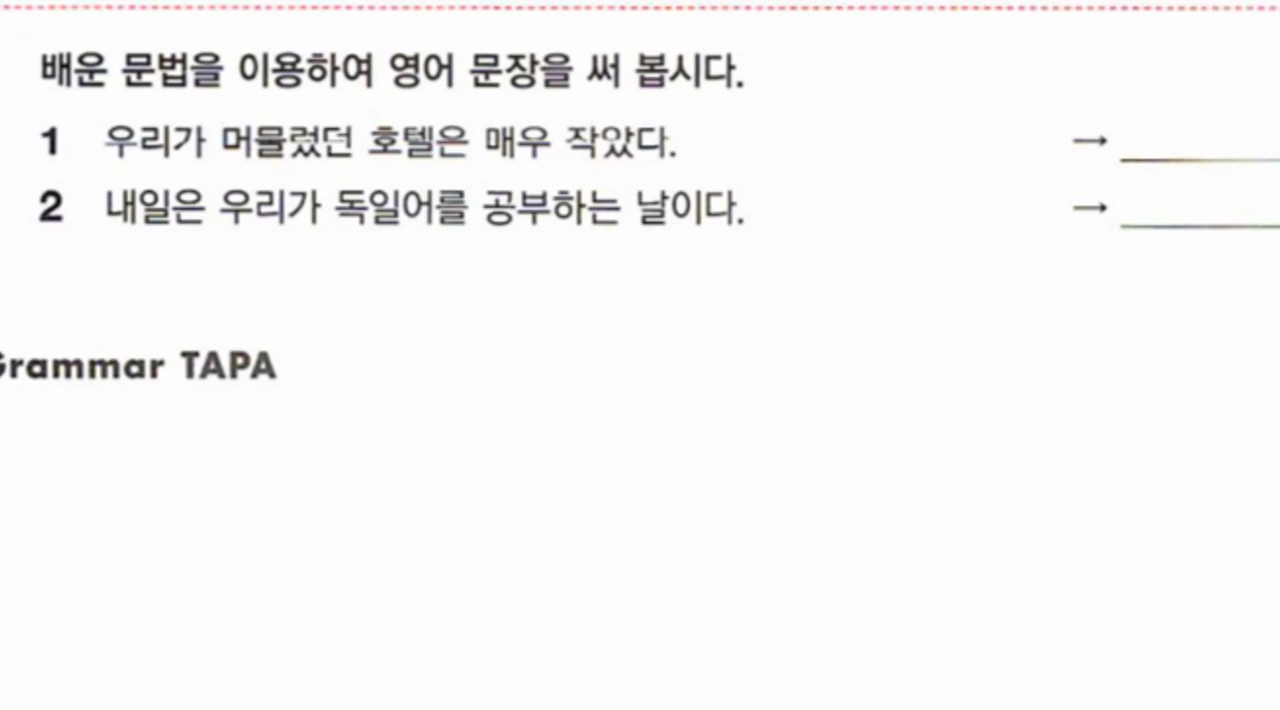 배운 문법을 이용하여 영어 문장을 써 봅시다.
1 우리가 머물렀던 호텔은 매우 작았다. →
2 내일은 우리가 독일어를 공부하는 날이다. →
Grammar TAPA